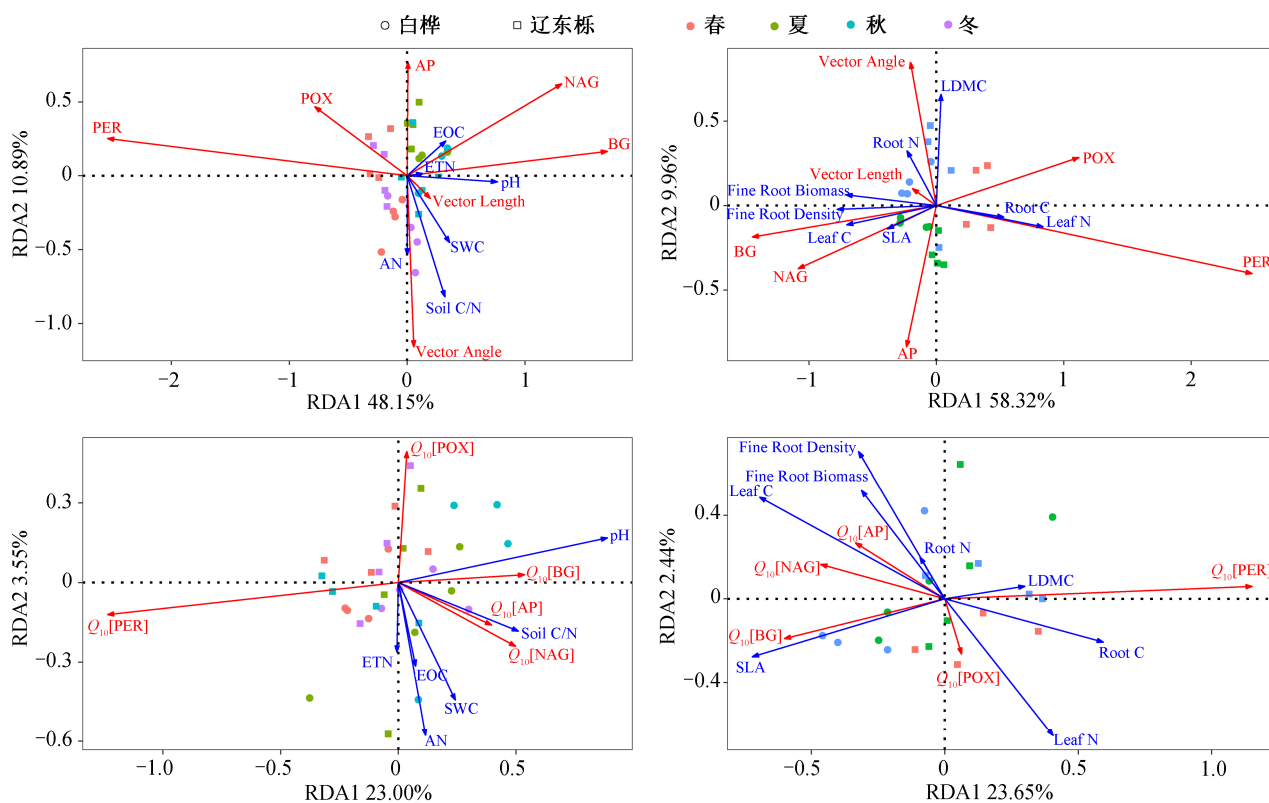 白桦 辽东栎 春 夏 秋 冬
RDA2 10.89%
0.5
0
−0.5
−1.0
AP
NAG
POX
PER
EOC
BG
ETN
pH
Vector Length
SWC
AN
Soil C/N
Vector Angle
−2 −1 0 1
RDA1 48.15%
RDA2 9.96%
0.5
0
−0.5
Vector Angle
LDMC
Root N
POX
Vector Length
Fine Root Biomass
Fine Root Density
Root C
Leaf N
Leaf C
SLA
BG
NAG
PER
AP
−1 0 1 2
RDA1 58.32%
RDA2 3.55%
0.3
0
−0.3
−0.6
Q10[POX]
pH
Q10[BG]
Q10[AP]
Q10[PER]
Soil C/N
Q10[NAG]
ETN
EOC
SWC
AN
−1.0 −0.5 0 0.5
RDA1 23.00%
RDA2 2.44%
0.4
0
−0.4
Fine Root Density
Fine Root Biomass
Leaf C
Q10[AP]
Root N
Q10[NAG]
LDMC
Q10[PER]
Q10[BG]
Root C
SLA
Q10[POX]
Leaf N
−0.5 0 0.5 1.0
RDA1 23.65%